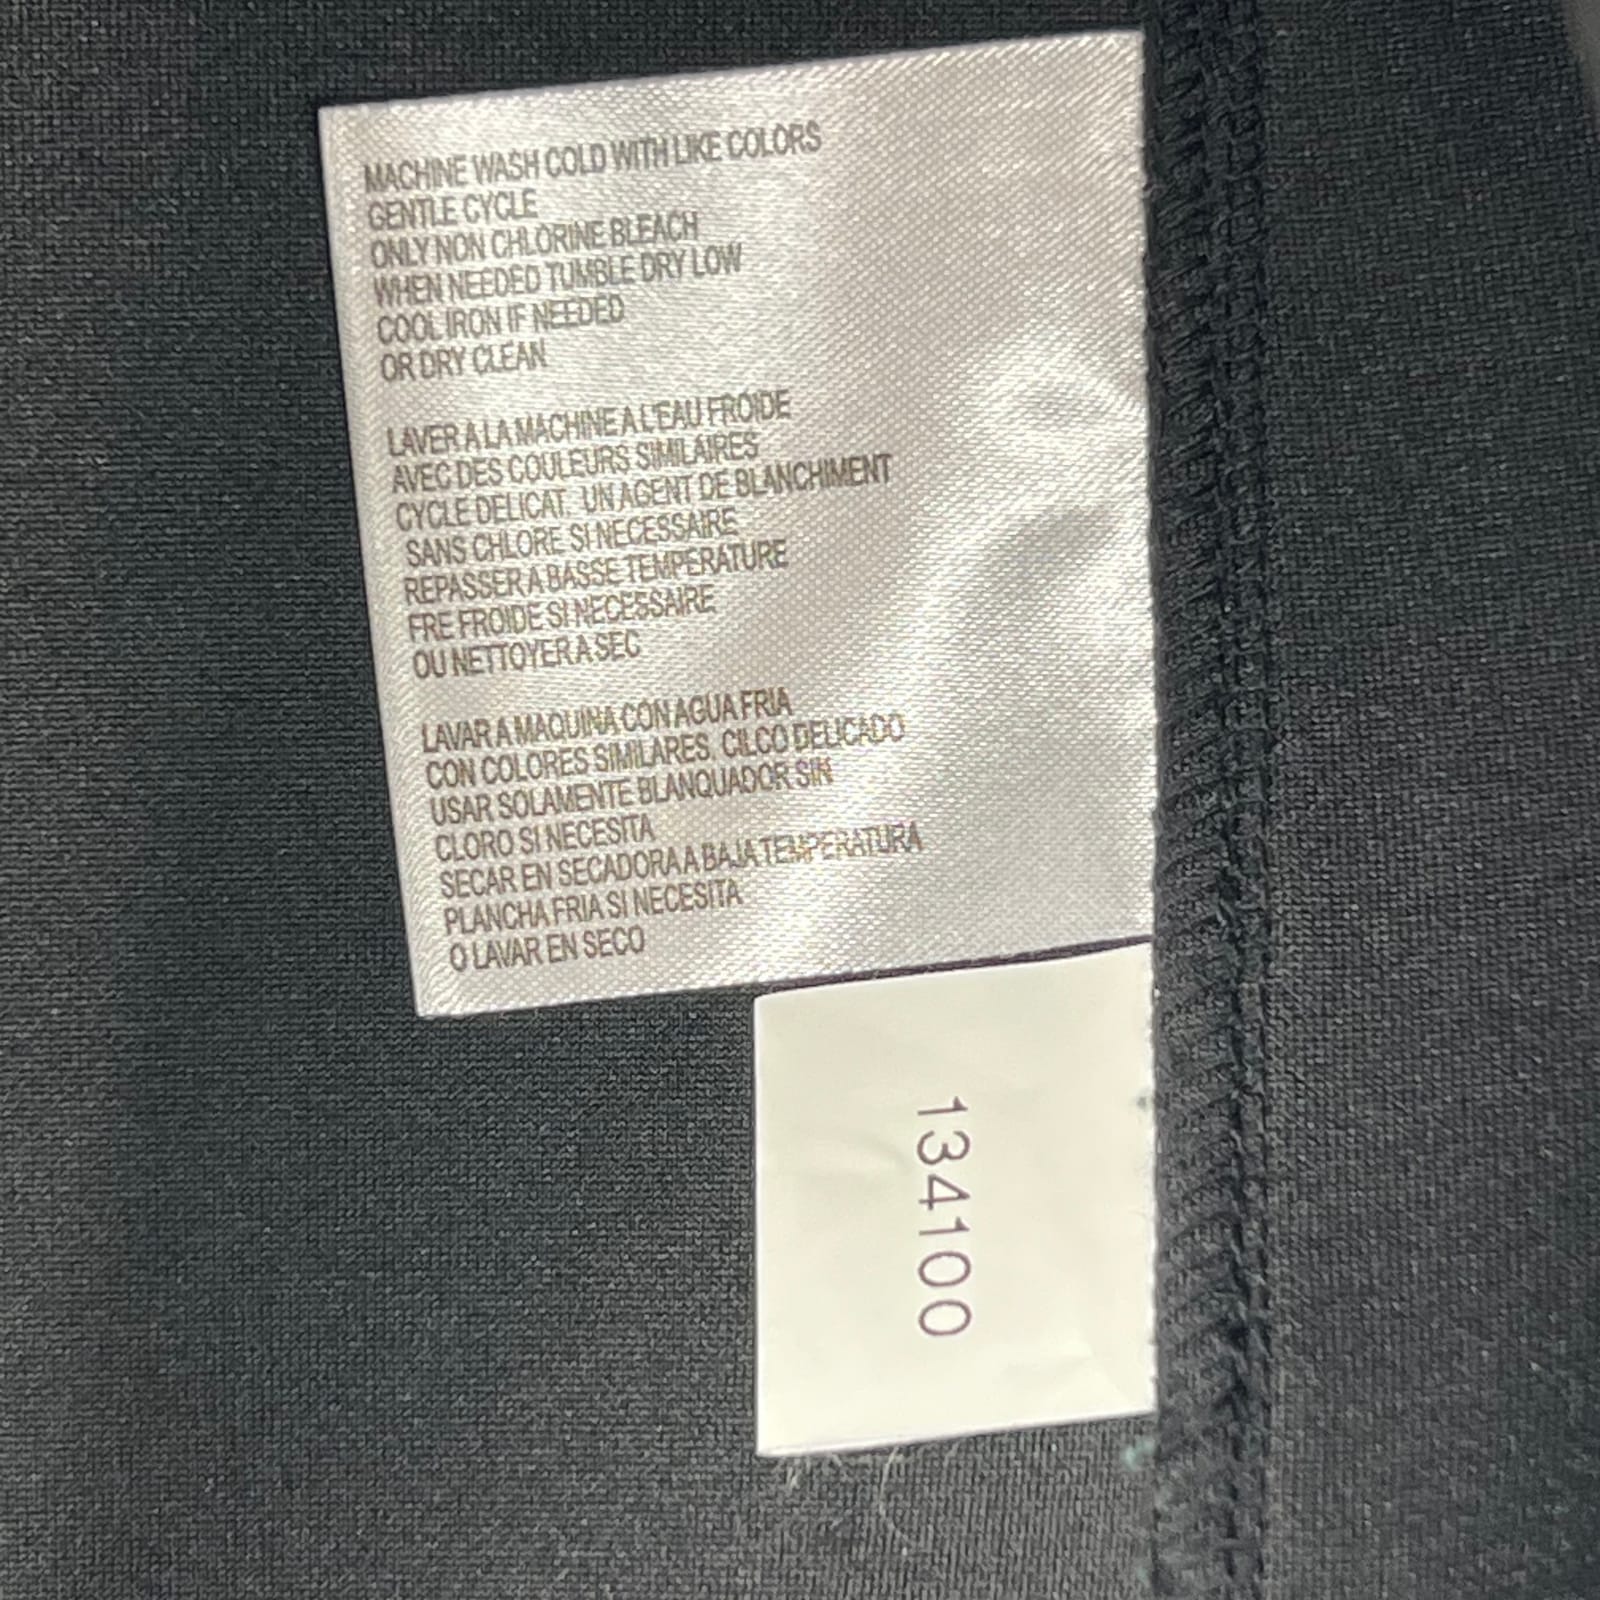 MACHINE WASH COLD WITH LIKE COLORS
GENTLE CYCLE
ONLY NON CHLORINE BLEACH
WHEN NEEDED TUMBLE DRY LOW
COOL IRON IF NEEDED
OR DRY CLEAN
LAVER A LA MACHINE A L'EAU FROIDE
AVEC DES COULEURS SIMILAIRES
CYCLE DELICAT. UN AGENT DE BLANCHIMENT
SANS CHLORE SI NECESSAIRE
REPASSER A BASSE TEMPERATURE
FRE FROIDE SI NECESSAIRE
OU NETTOYER A SEC
LAVAR A MAQUINA CON AGUA FRIA
CON COLORES SIMILARES, CILCO DELICADO
USAR SOLAMENTE BLANQUADOR SIN
CLORO SI NECESITA
SECAR EN SECADORA A BAJA TEMPERATURA
PLANCHA FRIA SI NECESITA
O LAVAR EN SECO
134100